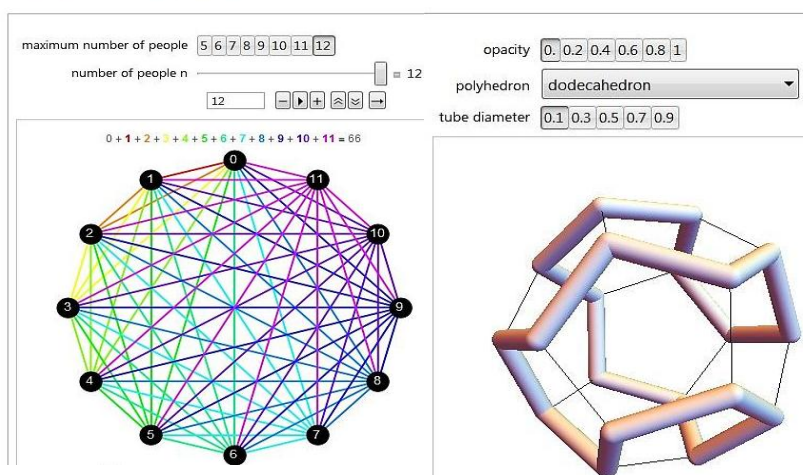 maximum number of people 5 6 7 8 9 10 11 12
number of people n = 12
12
0 + 1 + 2 + 3 + 4 + 5 + 6 + 7 + 8 + 9 + 10 + 11 = 66
0
1
11
2
10
3
9
4
8
5
7
6
opacity 0. 0.2 0.4 0.6 0.8 1
polyhedron dodecahedron
tube diameter 0.1 0.3 0.5 0.7 0.9